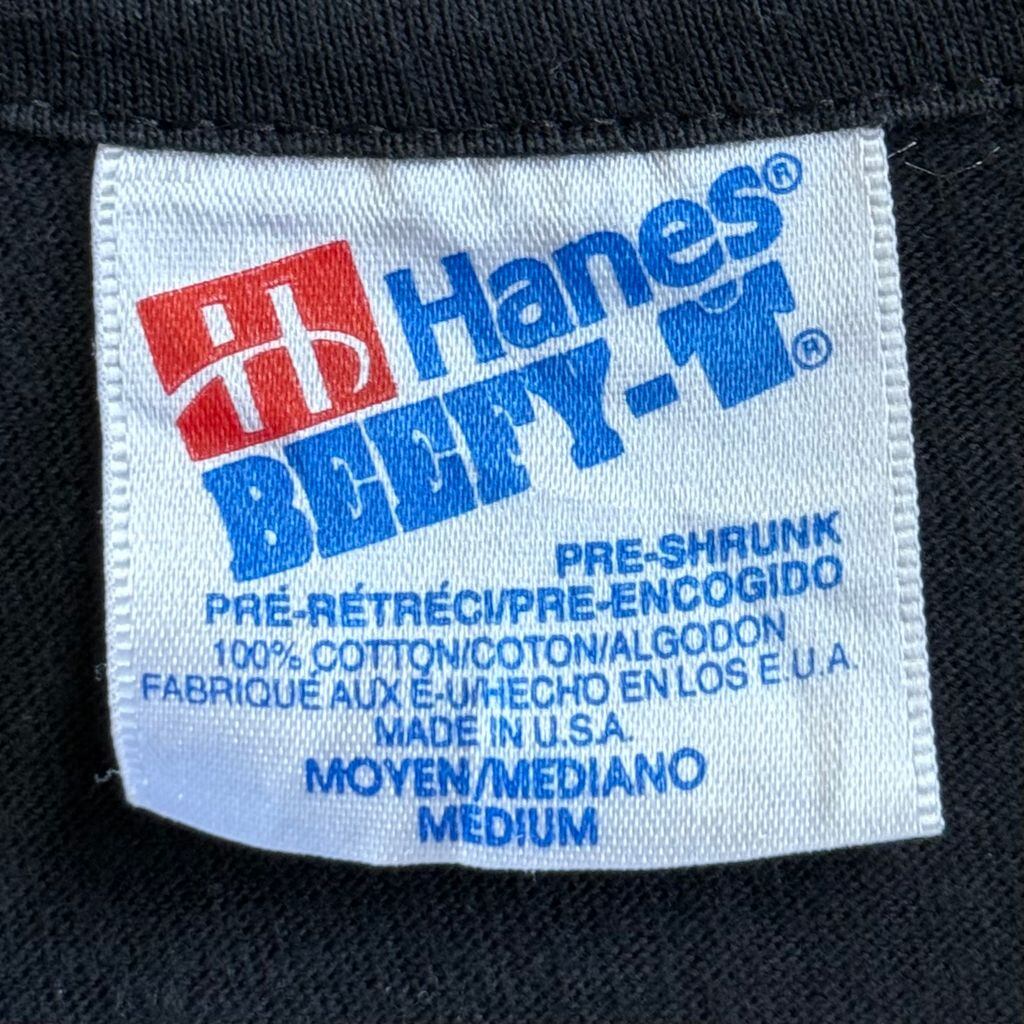 Hanes®
BEEFY-T®
PRE-SHRUNK
PRÉ-RÉTRÉCI/PRE-ENCOGIDO
100% COTTON/COTON/ALGODON
FABRIQUÉ AUX É-U/HECHO EN LOS E.U.A.
MADE IN U.S.A.
MOYEN/MEDIANO
MEDIUM